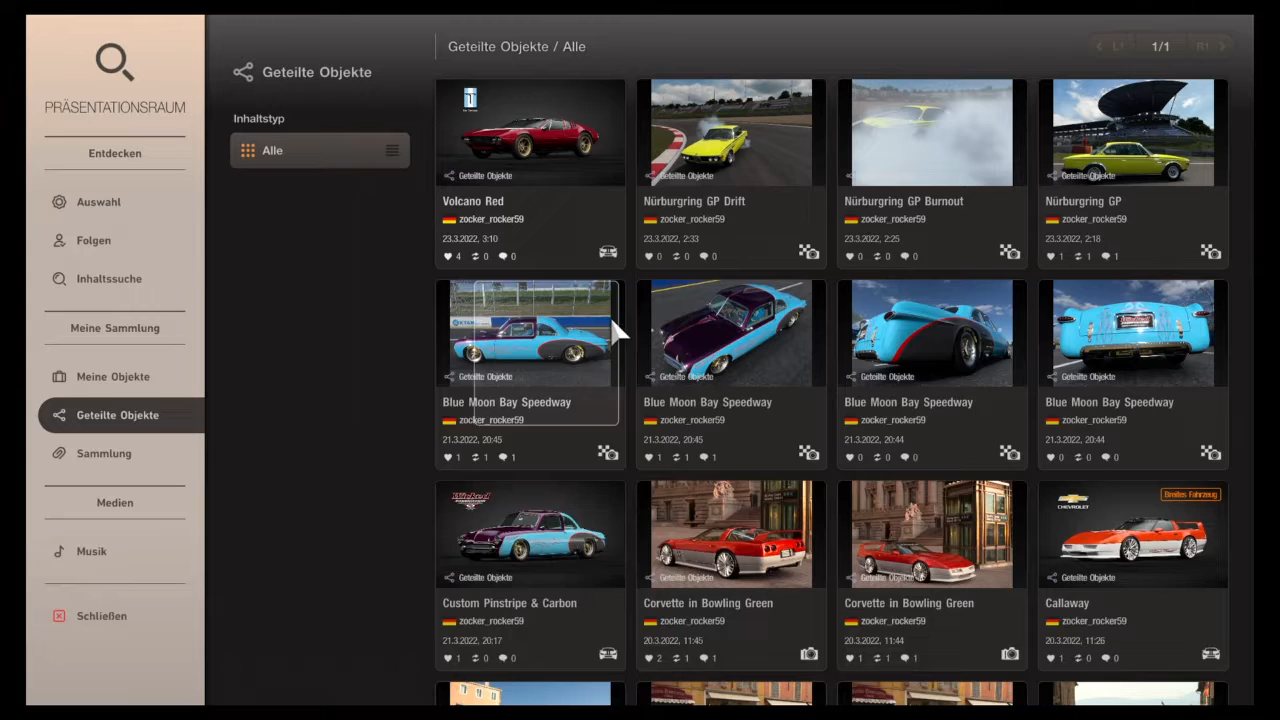 PRÄSENTATIONSRAUM
Entdecken
Auswahl
Folgen
Inhaltssuche
Meine Sammlung
Meine Objekte
Geteilte Objekte
Sammlung
Medien
Musik
Schließen
Geteilte Objekte
Inhaltstyp
Alle
Geteilte Objekte / Alle
L1 1/1 R1
Geteilte Objekte
Volcano Red
zocker_rocker59
23.3.2022, 3:10
4 0 0
Geteilte Objekte
Nürburgring GP Drift
zocker_rocker59
23.3.2022, 2:33
0 0 0
Geteilte Objekte
Nürburgring GP Burnout
zocker_rocker59
23.3.2022, 2:25
0 0 0
Geteilte Objekte
Nürburgring GP
zocker_rocker59
23.3.2022, 2:18
1 1 1
Geteilte Objekte
Blue Moon Bay Speedway
zocker_rocker59
21.3.2022, 20:45
1 1 1
Geteilte Objekte
Blue Moon Bay Speedway
zocker_rocker59
21.3.2022, 20:45
1 1 1
Geteilte Objekte
Blue Moon Bay Speedway
zocker_rocker59
21.3.2022, 20:44
0 0 0
Geteilte Objekte
Blue Moon Bay Speedway
zocker_rocker59
21.3.2022, 20:44
0 0 0
Wicked
Geteilte Objekte
Custom Pinstripe & Carbon
zocker_rocker59
21.3.2022, 20:17
1 0 0
Geteilte Objekte
Corvette in Bowling Green
zocker_rocker59
20.3.2022, 11:45
2 1 1
Geteilte Objekte
Corvette in Bowling Green
zocker_rocker59
20.3.2022, 11:44
1 1 1
CHEVROLET
Breites Fahrzeug
Geteilte Objekte
Callaway
zocker_rocker59
20.3.2022, 11:26
1 0 0